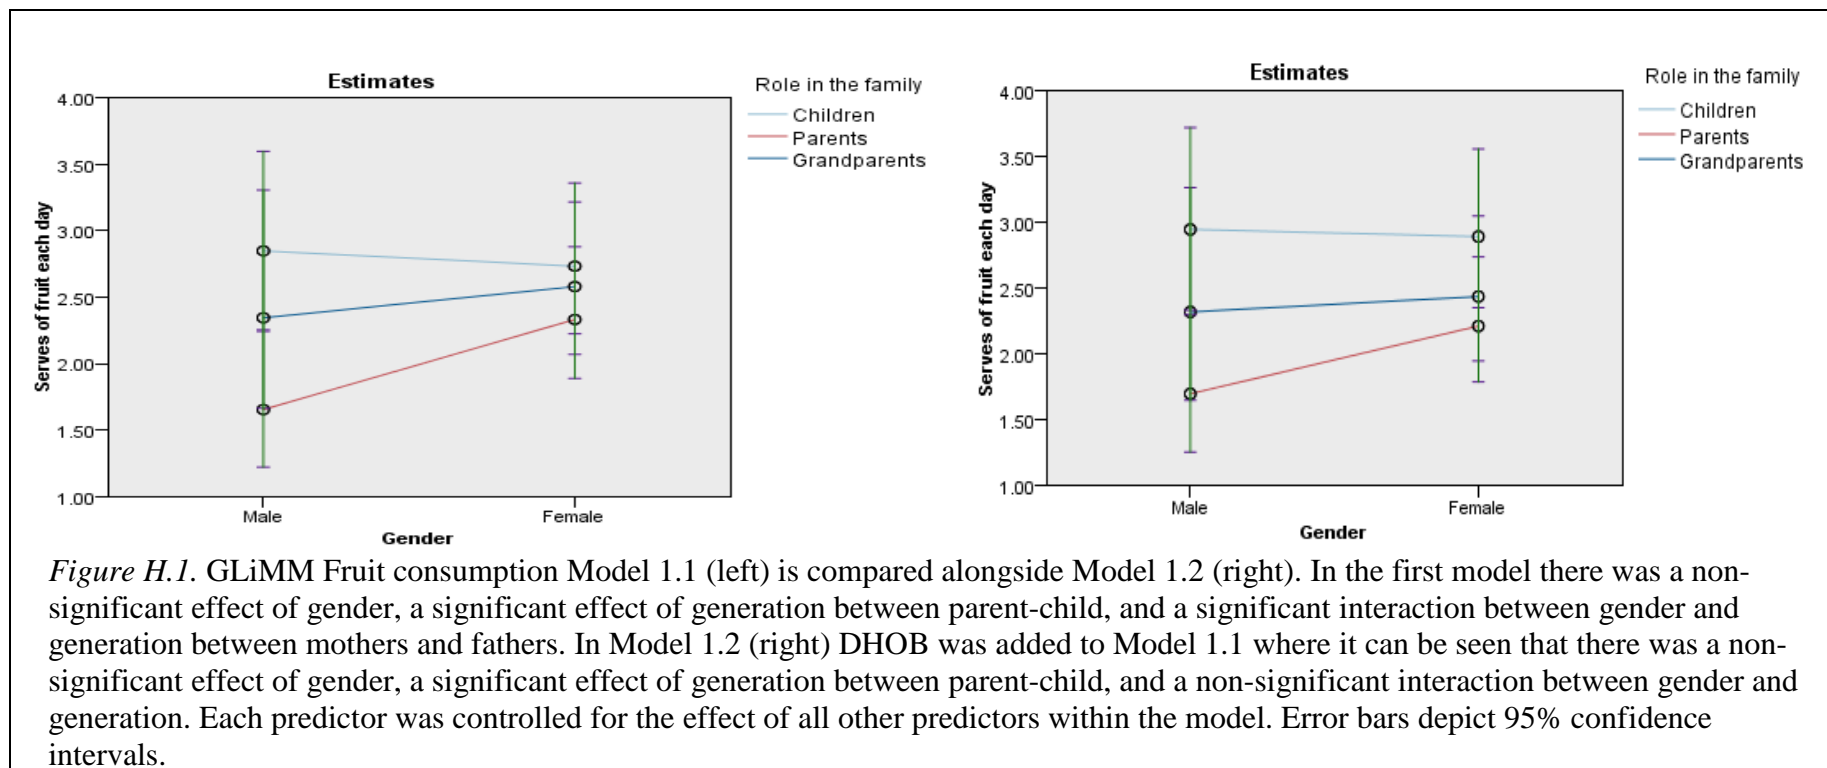 Estimates
Role in the family
Children
Parents
Grandparents
4.00
3.50
3.00
2.50
2.00
1.50
1.00
Serves of fruit each day
Male
Female
Gender
Estimates
Role in the family
Children
Parents
Grandparents
4.00
3.50
3.00
2.50
2.00
1.50
1.00
Serves of fruit each day
Male
Female
Gender
Figure H.1. GLiMM Fruit consumption Model 1.1 (left) is compared alongside Model 1.2 (right). In the first model there was a non-
significant effect of gender, a significant effect of generation between parent-child, and a significant interaction between gender and
generation between mothers and fathers. In Model 1.2 (right) DHOB was added to Model 1.1 where it can be seen that there was a non-
significant effect of gender, a significant effect of generation between parent-child, and a non-significant interaction between gender and
generation. Each predictor was controlled for the effect of all other predictors within the model. Error bars depict 95% confidence
intervals.